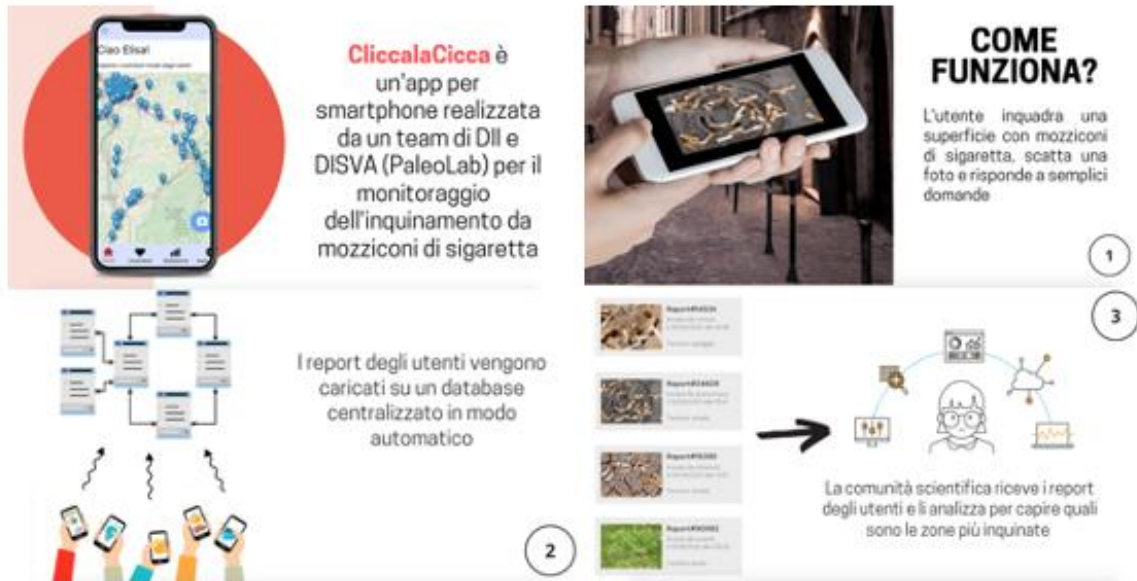 Ciao Elisa!
CliccalaCicca è
un'app per
smartphone realizzata
da un team di DII e
DISVA (PaleoLab) per il
monitoraggio
dell'inquinamento da
mozziconi di sigaretta
COME
FUNZIONA?
L'utente inquadra una
superficie con mozziconi
di sigaretta, scatta una
foto e risponde a semplici
domande
1
I report degli utenti vengono
caricati su un database
centralizzato in modo
automatico
2
3
La comunità scientifica riceve i report
degli utenti e li analizza per capire quali
sono le zone più inquinate